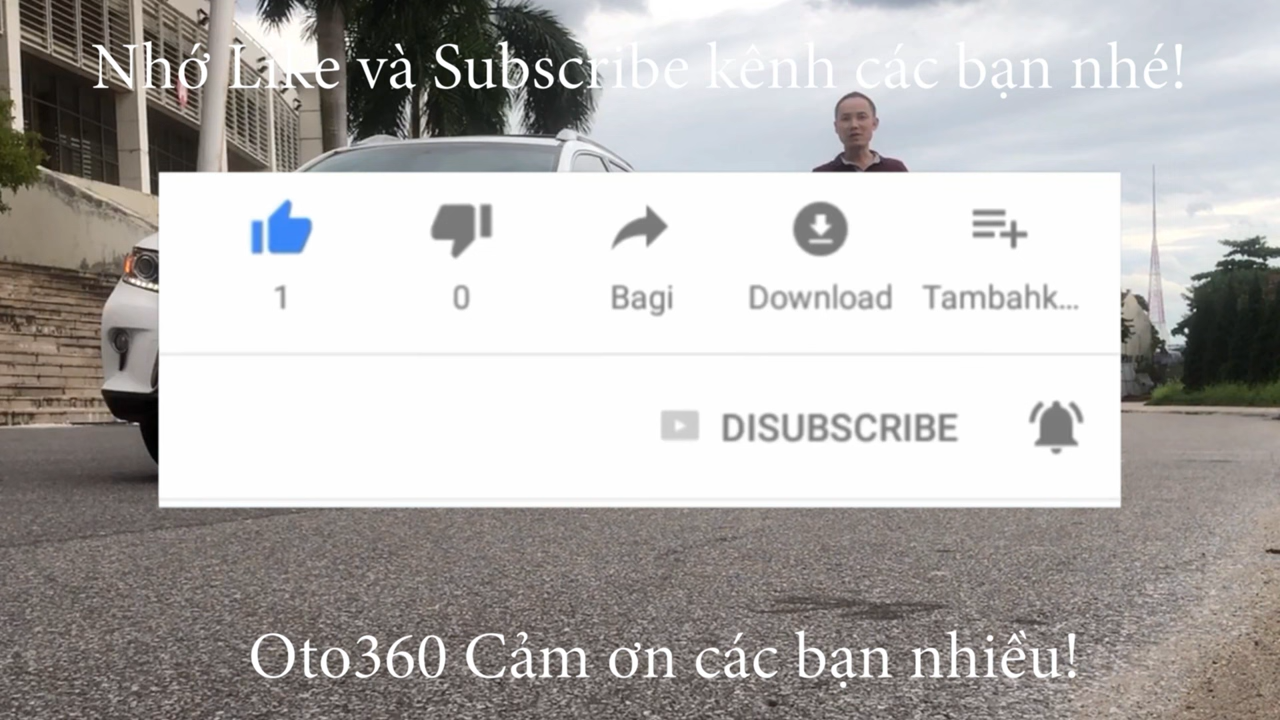 Nhớ Like và Subscribe kênh các bạn nhé!
1 0 Bagi Download Tambahk...
DISUBSCRIBE
Oto360 Cảm ơn các bạn nhiều!